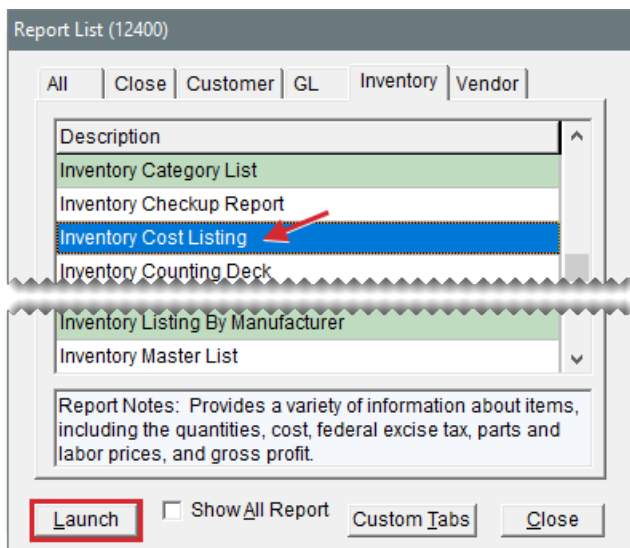 Report List (12400)
All Close Customer GL Inventory Vendor
Description
Inventory Category List
Inventory Checkup Report
Inventory Cost Listing
Inventory Counting Deck
Inventory Listing By Manufacturer
Inventory Master List
Report Notes: Provides a variety of information about items,
including the quantities, cost, federal excise tax, parts and
labor prices, and gross profit.
Launch Show All Report Custom Tabs Close